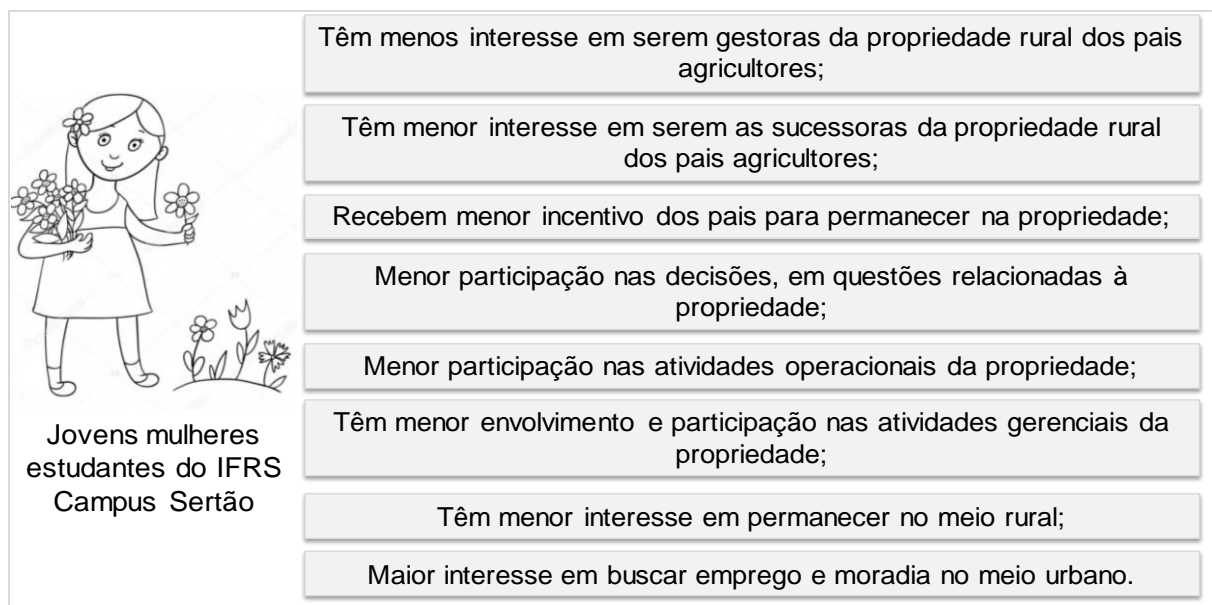 Têm menos interesse em serem gestoras da propriedade rural dos pais
agricultores;
Têm menor interesse em serem as sucessoras da propriedade rural
dos pais agricultores;
Recebem menor incentivo dos pais para permanecer na propriedade;
Menor participação nas decisões, em questões relacionadas à
propriedade;
Menor participação nas atividades operacionais da propriedade;
Têm menor envolvimento e participação nas atividades gerenciais da
propriedade;
Têm menor interesse em permanecer no meio rural;
Maior interesse em buscar emprego e moradia no meio urbano.
Jovens mulheres
estudantes do IFRS
Campus Sertão